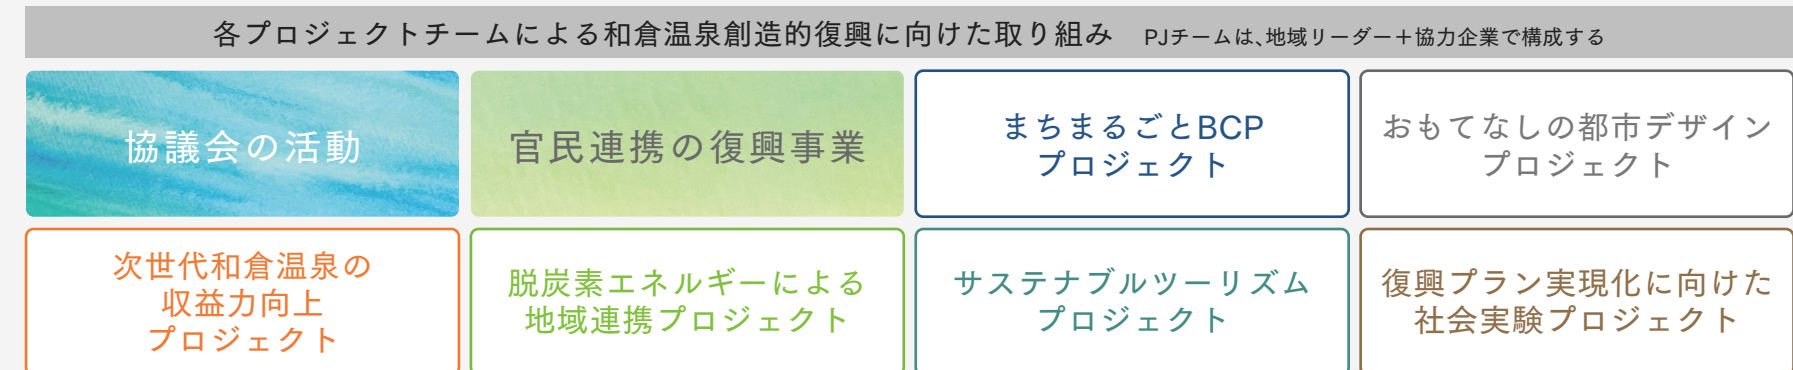 各プロジェクトチームによる和倉温泉創造的復興に向けた取り組み PJチームは、地域リーダー＋協力企業で構成する
協議会の活動
官民連携の復興事業
まちまるごとBCP
プロジェクト
おもてなしの都市デザイン
プロジェクト
次世代和倉温泉の
収益力向上
プロジェクト
脱炭素エネルギーによる
地域連携プロジェクト
サステナブルツーリズム
プロジェクト
復興プラン実現化に向けた
社会実験プロジェクト